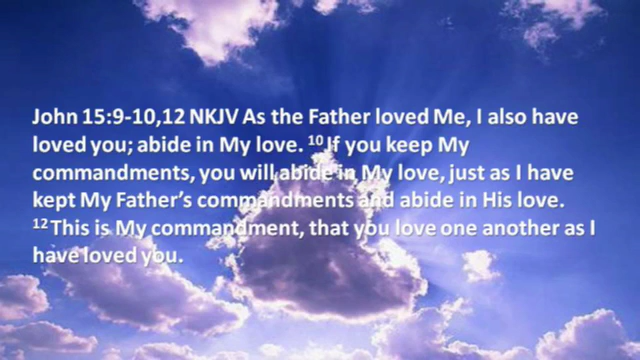 John 15:9-10,12 NKJV As the Father loved Me, I also have
loved you; abide in My love. 10 If you keep My
commandments, you will abide in My love, just as I have
kept My Father’s commandments and abide in His love.
12 This is My commandment, that you love one another as I
have loved you.